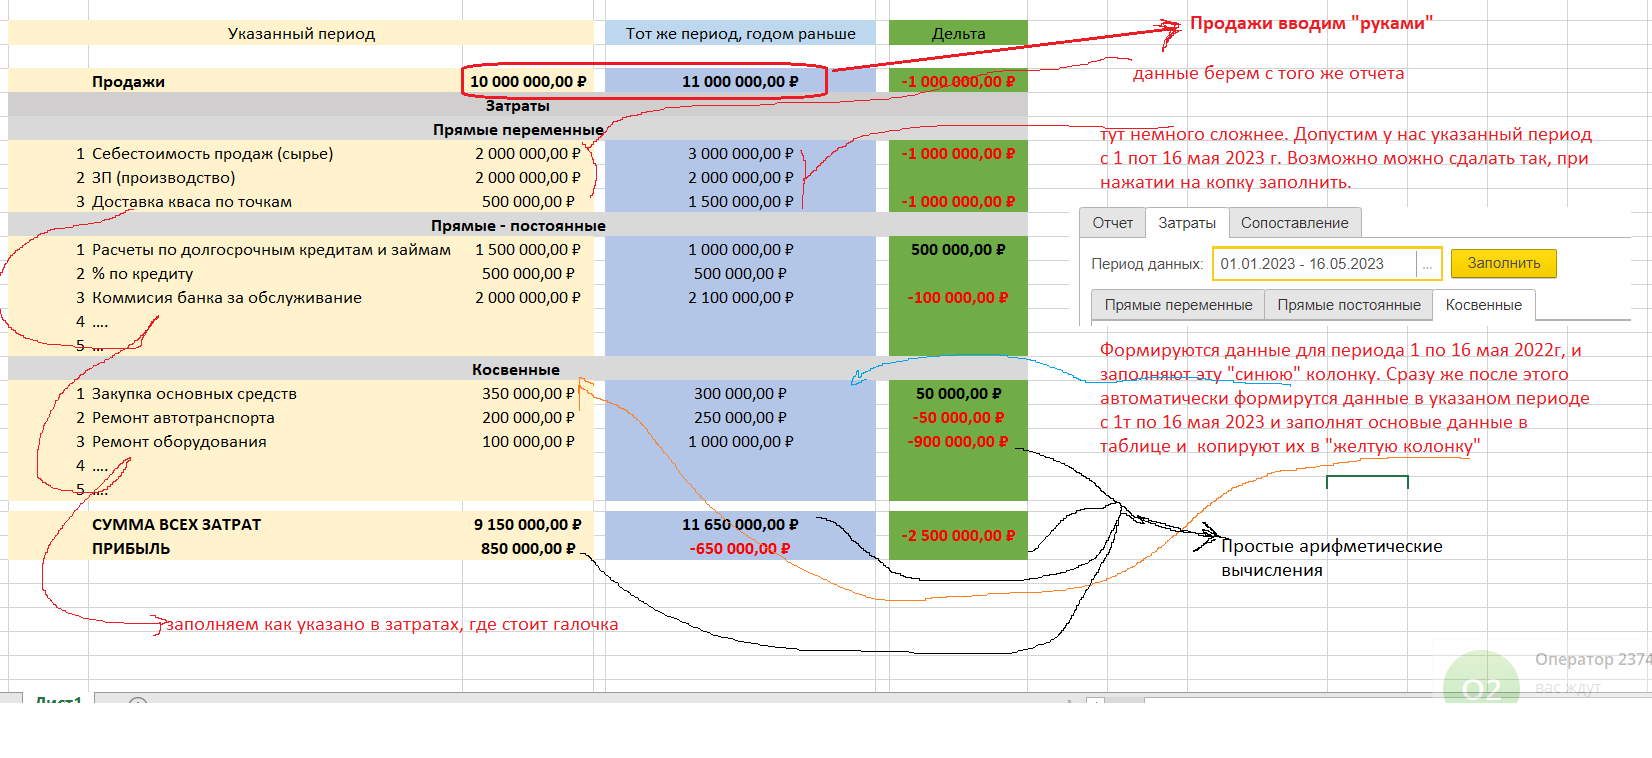 Указанный период Тот же период, годом раньше Дельта
Продажи вводим "руками"
Продажи 10 000 000,00 ₽ 11 000 000,00 ₽ -1 000 000,00 ₽
данные берем с того же отчета
Затраты
Прямые переменные
1 Себестоимость продаж (сырье) 2 000 000,00 ₽ 3 000 000,00 ₽ -1 000 000,00 ₽
2 ЗП (производство) 2 000 000,00 ₽ 2 000 000,00 ₽
3 Доставка кваса по точкам 500 000,00 ₽ 1 500 000,00 ₽ -1 000 000,00 ₽
тут немного сложнее. Допустим у нас указанный период
с 1 пот 16 мая 2023 г. Возможно можно сдалать так, при
нажатии на копку заполнить.
Прямые - постоянные
1 Расчеты по долгосрочным кредитам и займам 1 500 000,00 ₽ 1 000 000,00 ₽ 500 000,00 ₽
2 % по кредиту 500 000,00 ₽ 500 000,00 ₽
3 Коммисия банка за обслуживание 2 000 000,00 ₽ 2 100 000,00 ₽ -100 000,00 ₽
4 ....
5 ...
Отчет Затраты Сопоставление
Период данных: 01.01.2023 - 16.05.2023 ... Заполнить
Прямые переменные Прямые постоянные Косвенные
Косвенные
1 Закупка основных средств 350 000,00 ₽ 300 000,00 ₽ 50 000,00 ₽
2 Ремонт автотранспорта 200 000,00 ₽ 250 000,00 ₽ -50 000,00 ₽
3 Ремонт оборудования 100 000,00 ₽ 1 000 000,00 ₽ -900 000,00 ₽
4 ....
5 ....
Формируются данные для периода 1 по 16 мая 2022г, и
заполняют эту "синюю" колонку. Сразу же после этого
автоматически формирутся данные в указаном периоде
с 1т по 16 мая 2023 и заполнят основые данные в
таблице и копируют их в "желтую колонку"
СУММА ВСЕХ ЗАТРАТ 9 150 000,00 ₽ 11 650 000,00 ₽ -2 500 000,00 ₽
ПРИБЫЛЬ 850 000,00 ₽ -650 000,00 ₽
Простые арифметические
вычисления
заполняем как указано в затратах, где стоит галочка
Оператор 2374
О2 вас ждут
Лист1